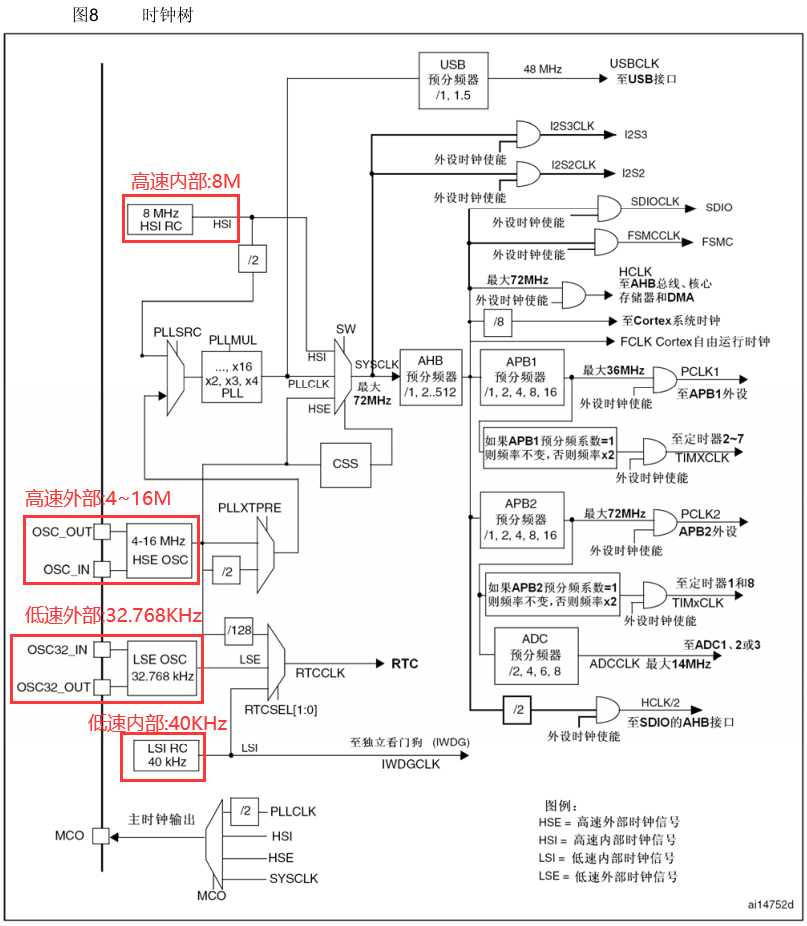 图8 时钟树
USB
预分频器
/1, 1.5
48 MHz
USBCLK
至USB接口
I2S3CLK
I2S3
外设时钟使能
I2S2CLK
I2S2
外设时钟使能
高速内部:8M
8 MHz
HSI RC
HSI
/2
SDIOCLK
SDIO
外设时钟使能
FSMCCLK
FSMC
外设时钟使能
最大72MHz
HCLK
至AHB总线、核心
存储器和DMA
外设时钟使能
/8
至Cortex系统时钟
FCLK Cortex自由运行时钟
PLLSRC
PLLMUL
..., x16
x2, x3, x4
PLL
SW
HSI
PLLCLK
HSE
SYSCLK
最大
72MHz
AHB
预分频器
/1, 2..512
CSS
APB1
预分频器
/1, 2, 4, 8, 16
最大36MHz
PCLK1
至APB1外设
外设时钟使能
如果APB1预分频系数=1
则频率不变，否则频率x2
至定时器2~7
TIMXCLK
外设时钟使能
高速外部:4~16M
OSC_OUT
OSC_IN
4-16 MHz
HSE OSC
PLLXTPRE
/2
APB2
预分频器
/1, 2, 4, 8, 16
最大72MHz
PCLK2
APB2外设
外设时钟使能
如果APB2预分频系数=1
则频率不变，否则频率x2
至定时器1和8
TIMxCLK
外设时钟使能
低速外部:32.768KHz
OSC32_IN
OSC32_OUT
LSE OSC
32.768 kHz
/128
LSE
RTCCLK
RTC
RTCSEL[1:0]
ADC
预分频器
/2, 4, 6, 8
至ADC1、2或3
ADCCLK 最大14MHz
/2
HCLK/2
至SDIO的AHB接口
外设时钟使能
低速内部:40KHz
LSI RC
40 kHz
LSI
至独立看门狗 (IWDG)
IWDGCLK
MCO
主时钟输出
/2
PLLCLK
HSI
HSE
SYSCLK
MCO
图例：
HSE = 高速外部时钟信号
HSI = 高速内部时钟信号
LSI = 低速内部时钟信号
LSE = 低速外部时钟信号
ai14752d